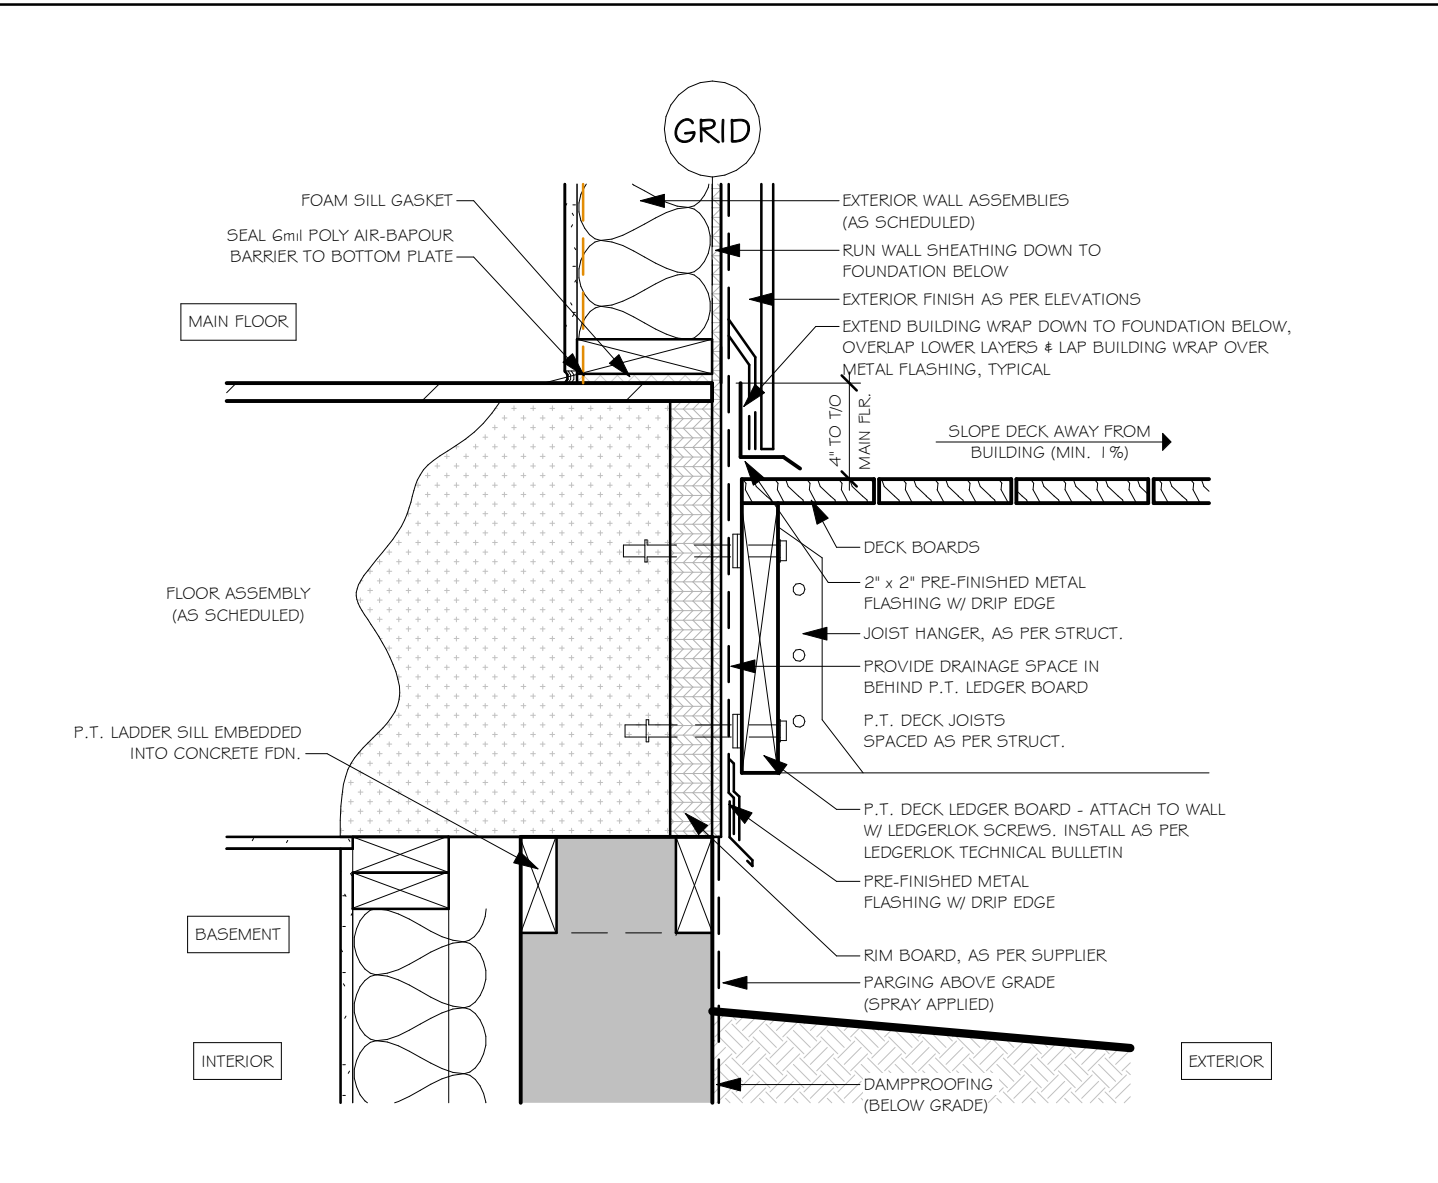 GRID
FOAM SILL GASKET
SEAL 6mil POLY AIR-BAPOUR
BARRIER TO BOTTOM PLATE
MAIN FLOOR
EXTERIOR WALL ASSEMBLIES
(AS SCHEDULED)
RUN WALL SHEATHING DOWN TO
FOUNDATION BELOW
EXTERIOR FINISH AS PER ELEVATIONS
EXTEND BUILDING WRAP DOWN TO FOUNDATION BELOW,
OVERLAP LOWER LAYERS & LAP BUILDING WRAP OVER
METAL FLASHING, TYPICAL
4" TO T/O
MAIN FLR.
SLOPE DECK AWAY FROM
BUILDING (MIN. 1%)
DECK BOARDS
2" x 2" PRE-FINISHED METAL
FLASHING W/ DRIP EDGE
JOIST HANGER, AS PER STRUCT.
PROVIDE DRAINAGE SPACE IN
BEHIND P.T. LEDGER BOARD
P.T. DECK JOISTS
SPACED AS PER STRUCT.
FLOOR ASSEMBLY
(AS SCHEDULED)
P.T. LADDER SILL EMBEDDED
INTO CONCRETE FDN.
P.T. DECK LEDGER BOARD - ATTACH TO WALL
W/ LEDGERLOK SCREWS. INSTALL AS PER
LEDGERLOK TECHNICAL BULLETIN
PRE-FINISHED METAL
FLASHING W/ DRIP EDGE
BASEMENT
RIM BOARD, AS PER SUPPLIER
PARGING ABOVE GRADE
(SPRAY APPLIED)
INTERIOR
EXTERIOR
DAMPPROOFING
(BELOW GRADE)